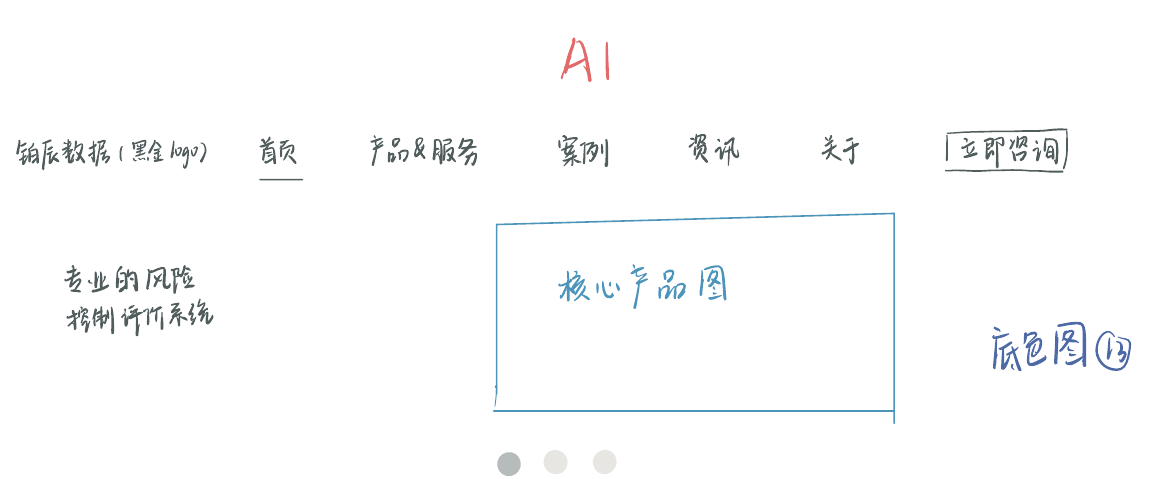 A1
铂辰数据(黑金logo) 首页 产品&服务 案例 资讯 关于 立即咨询
专业的风险
控制评价系统
核心产品图
底色图⑬